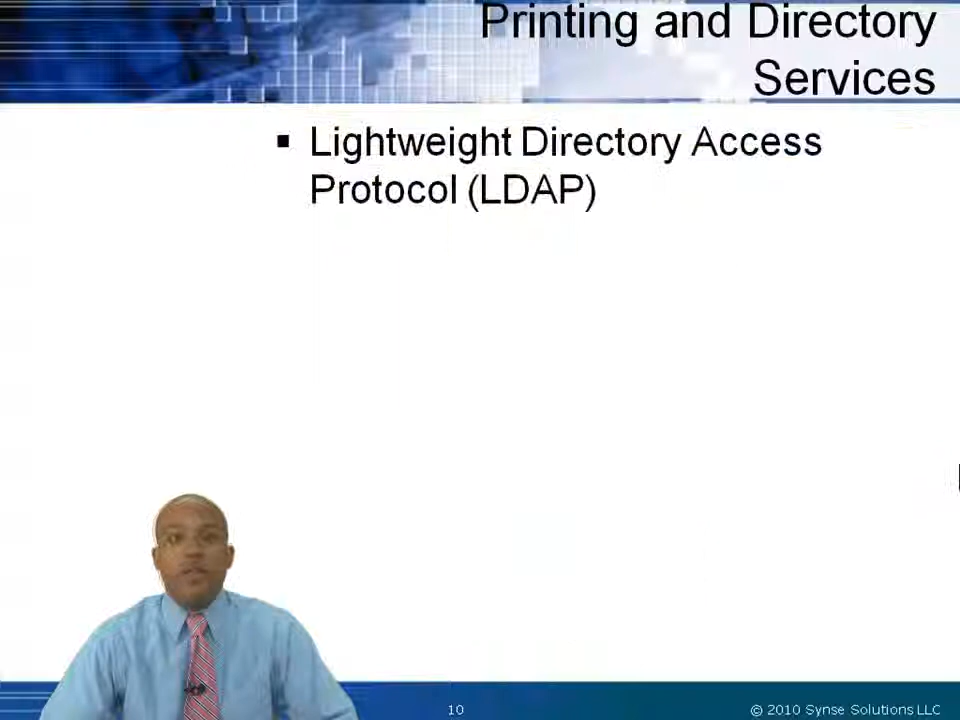 Printing and Directory
Services
▪ Lightweight Directory Access
Protocol (LDAP)
10
© 2010 Synse Solutions LLC